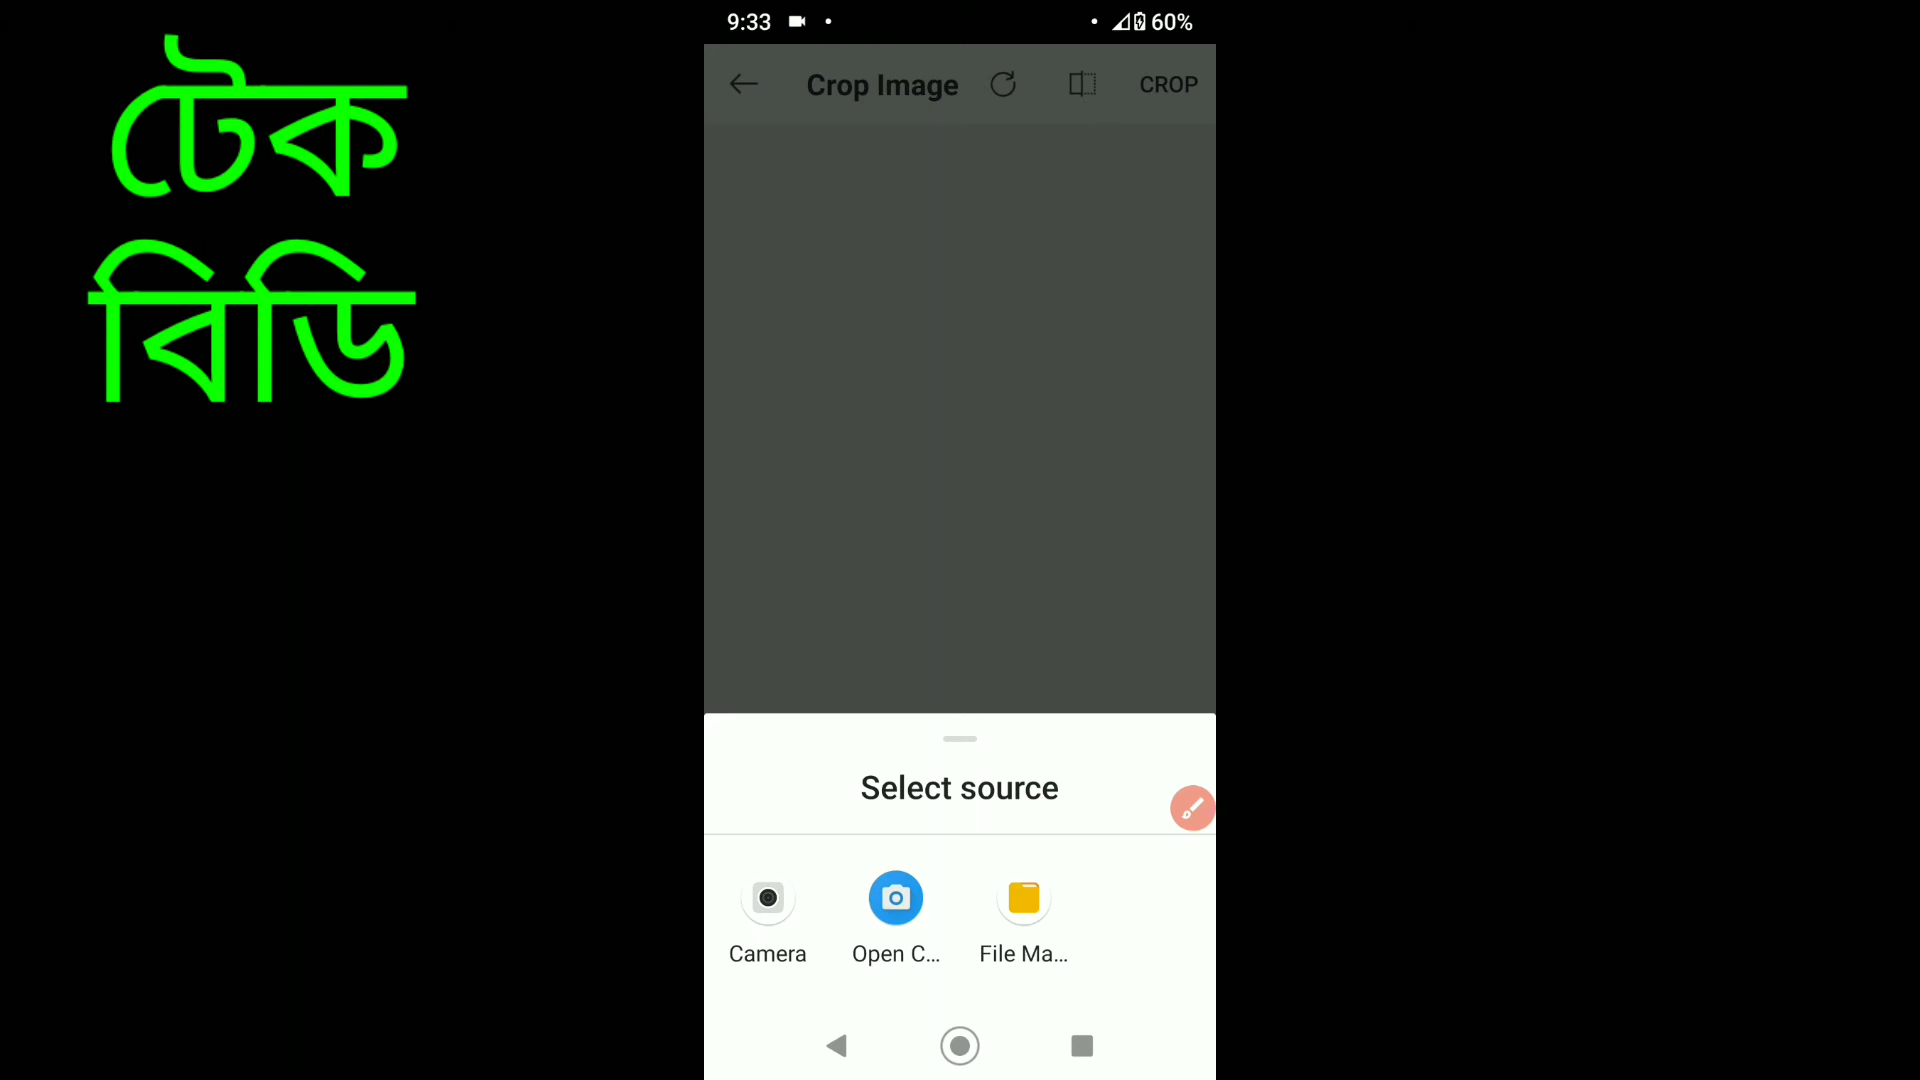 টেক
বিডি
9:33
60%
Crop Image
CROP
Select source
Camera
Open C...
File Ma...